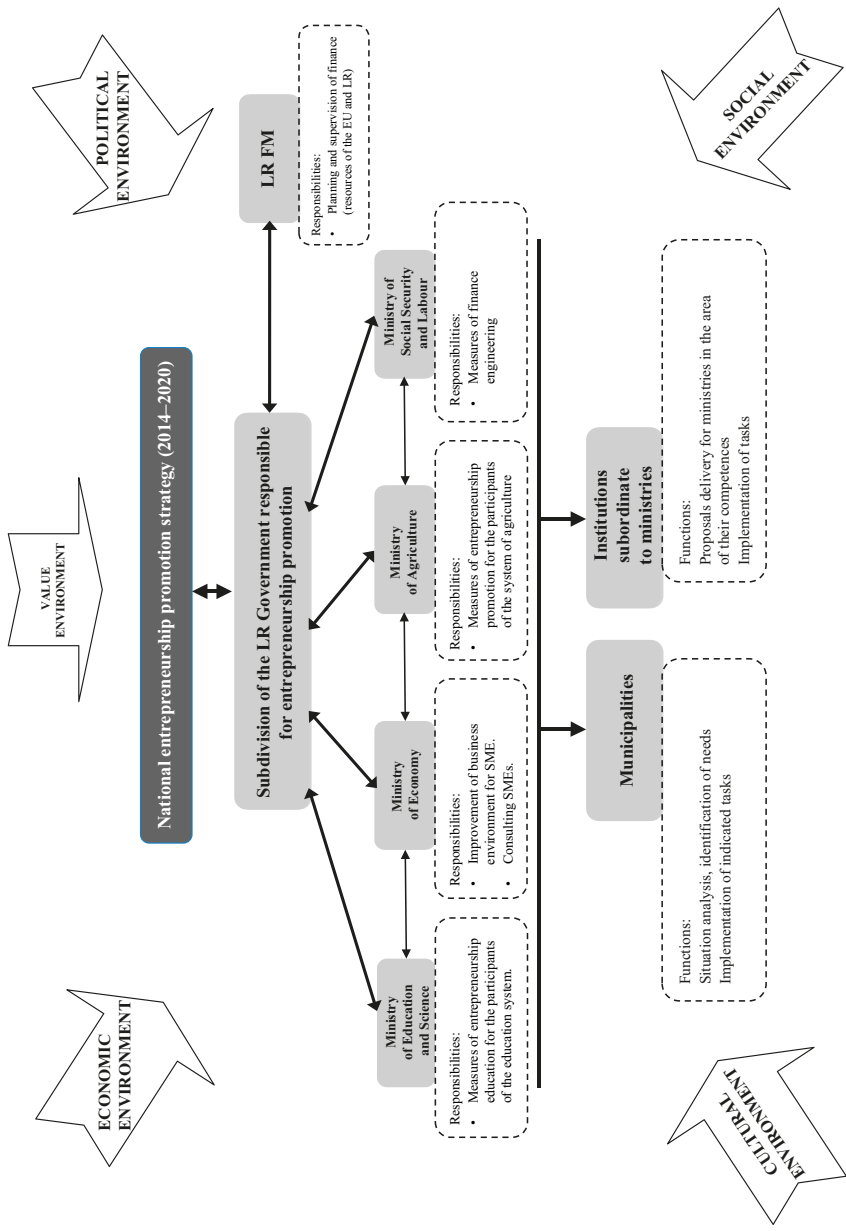 VALUE
ENVIRONMENT
ECONOMIC
ENVIRONMENT
POLITICAL
ENVIRONMENT
National entrepreneurship promotion strategy (2014–2020)
Subdivision of the LR Government responsible
for entrepreneurship promotion
LR FM
Responsibilities:
• Planning and supervision of finance
(resources of the EU and LR)
Ministry
of Education
and Science
Responsibilities:
• Measures of entrepreneurship
education for the participants
of the education system.
Ministry
of Economy
Responsibilities:
• Improvement of business
environment for SME.
• Consulting SMEs.
Ministry
of Agriculture
Responsibilities:
• Measures of entrepreneurship
promotion for the participants
of the system of agriculture
Ministry of
Social Security
and Labour
Responsibilities:
• Measures of finance
engineering
Municipalities
Functions:
Situation analysis, identification of needs
Implementation of indicated tasks
Institutions
subordinate
to ministries
Functions:
Proposals delivery for ministries in the area
of their competences
Implementation of tasks
CULTURAL
ENVIRONMENT
SOCIAL
ENVIRONMENT